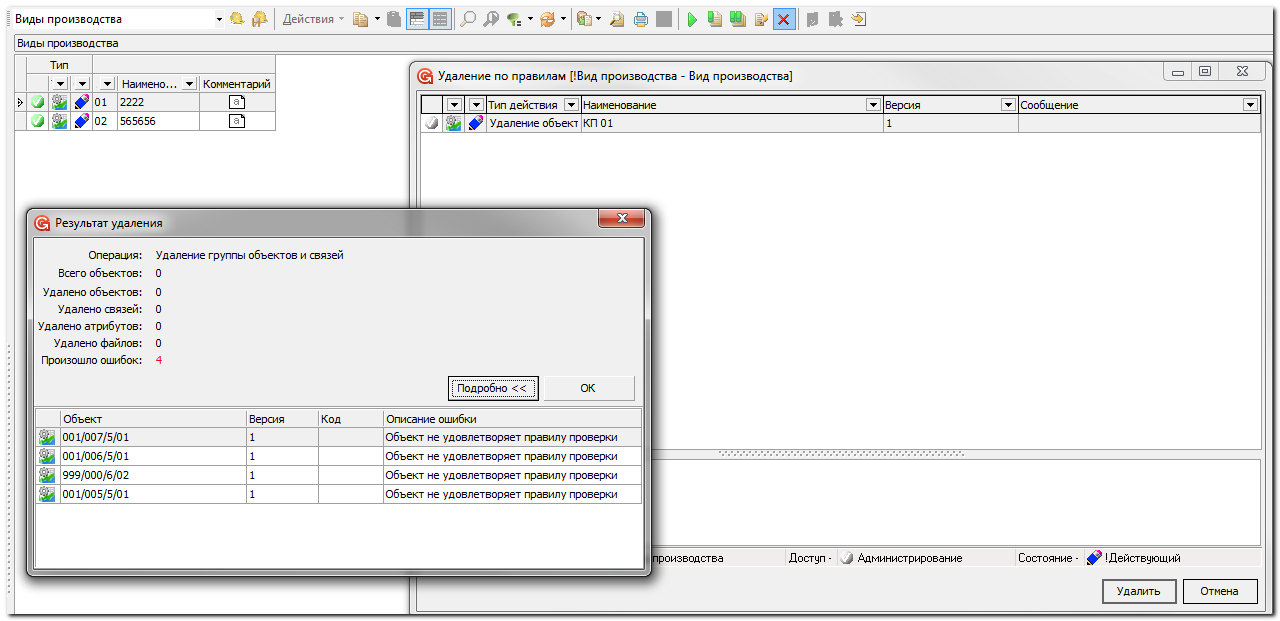 Виды производства
Действия
Виды производства
Тип
Наимено... Комментарий
01 2222 a
02 565656 a
Удаление по правилам [!Вид производства - Вид производства]
Тип действия Наименование Версия Сообщение
Удаление объект КП 01 1
Результат удаления
Операция: Удаление группы объектов и связей
Всего объектов: 0
Удалено объектов: 0
Удалено связей: 0
Удалено атрибутов: 0
Удалено файлов: 0
Произошло ошибок: 4
Подробно << OK
Объект Версия Код Описание ошибки
001/007/5/01 1 Объект не удовлетворяет правилу проверки
001/006/5/01 1 Объект не удовлетворяет правилу проверки
999/000/6/02 1 Объект не удовлетворяет правилу проверки
001/005/5/01 1 Объект не удовлетворяет правилу проверки
производства Доступ - Администрирование Состояние - !Действующий
Удалить Отмена